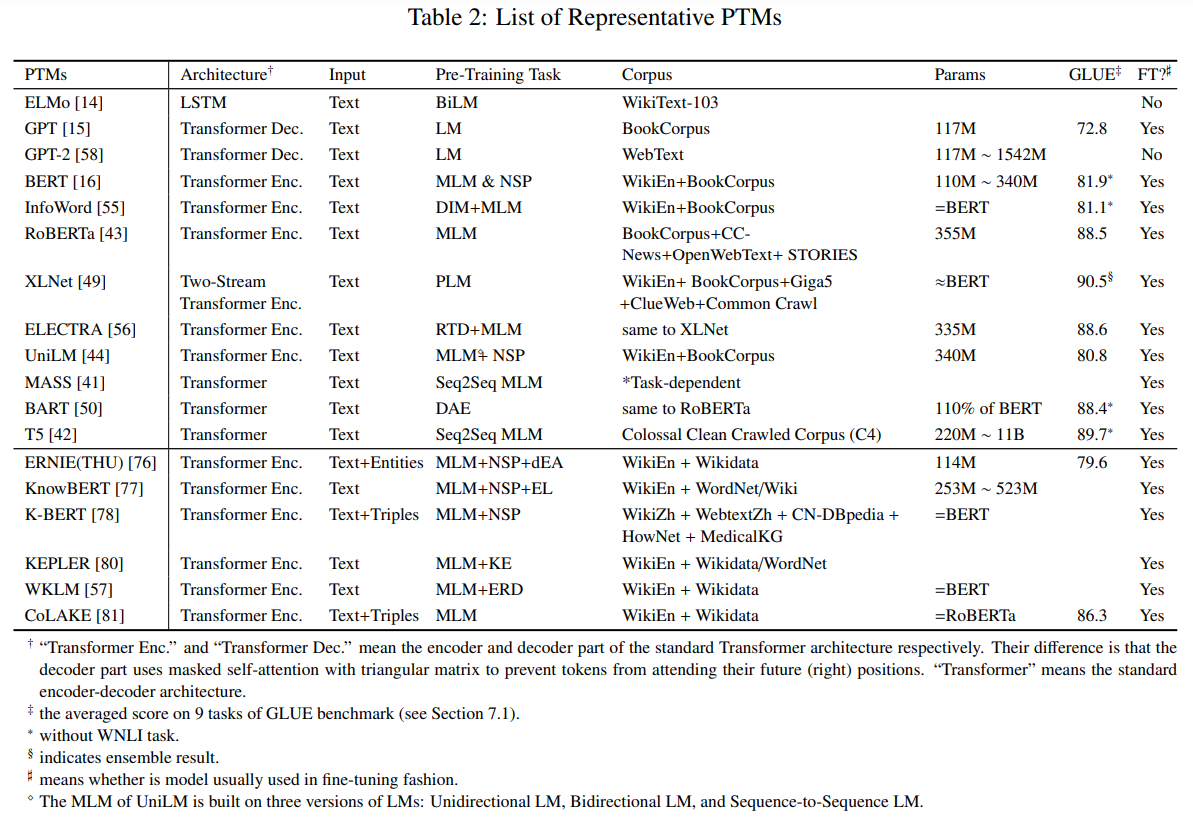 Table 2: List of Representative PTMs
PTMs Architecture† Input Pre-Training Task Corpus Params GLUE‡ FT?♯
ELMo [14] LSTM Text BiLM WikiText-103 No
GPT [15] Transformer Dec. Text LM BookCorpus 117M 72.8 Yes
GPT-2 [58] Transformer Dec. Text LM WebText 117M ~ 1542M No
BERT [16] Transformer Enc. Text MLM & NSP WikiEn+BookCorpus 110M ~ 340M 81.9* Yes
InfoWord [55] Transformer Enc. Text DIM+MLM WikiEn+BookCorpus =BERT 81.1* Yes
RoBERTa [43] Transformer Enc. Text MLM BookCorpus+CC- 355M 88.5 Yes
News+OpenWebText+ STORIES
XLNet [49] Two-Stream Text PLM WikiEn+ BookCorpus+Giga5 ≈BERT 90.5§ Yes
Transformer Enc. +ClueWeb+Common Crawl
ELECTRA [56] Transformer Enc. Text RTD+MLM same to XLNet 335M 88.6 Yes
UniLM [44] Transformer Enc. Text MLM⋄+ NSP WikiEn+BookCorpus 340M 80.8 Yes
MASS [41] Transformer Text Seq2Seq MLM *Task-dependent Yes
BART [50] Transformer Text DAE same to RoBERTa 110% of BERT 88.4* Yes
T5 [42] Transformer Text Seq2Seq MLM Colossal Clean Crawled Corpus (C4) 220M ~ 11B 89.7* Yes
ERNIE(THU) [76] Transformer Enc. Text+Entities MLM+NSP+dEA WikiEn + Wikidata 114M 79.6 Yes
KnowBERT [77] Transformer Enc. Text MLM+NSP+EL WikiEn + WordNet/Wiki 253M ~ 523M Yes
K-BERT [78] Transformer Enc. Text+Triples MLM+NSP WikiZh + WebtextZh + CN-DBpedia + =BERT Yes
HowNet + MedicalKG
KEPLER [80] Transformer Enc. Text MLM+KE WikiEn + Wikidata/WordNet Yes
WKLM [57] Transformer Enc. Text MLM+ERD WikiEn + Wikidata =BERT Yes
CoLAKE [81] Transformer Enc. Text+Triples MLM WikiEn + Wikidata =RoBERTa 86.3 Yes
† “Transformer Enc.” and “Transformer Dec.” mean the encoder and decoder part of the standard Transformer architecture respectively. Their difference is that the
decoder part uses masked self-attention with triangular matrix to prevent tokens from attending their future (right) positions. “Transformer” means the standard
encoder-decoder architecture.
‡ the averaged score on 9 tasks of GLUE benchmark (see Section 7.1).
* without WNLI task.
§ indicates ensemble result.
♯ means whether is model usually used in fine-tuning fashion.
⋄ The MLM of UniLM is built on three versions of LMs: Unidirectional LM, Bidirectional LM, and Sequence-to-Sequence LM.